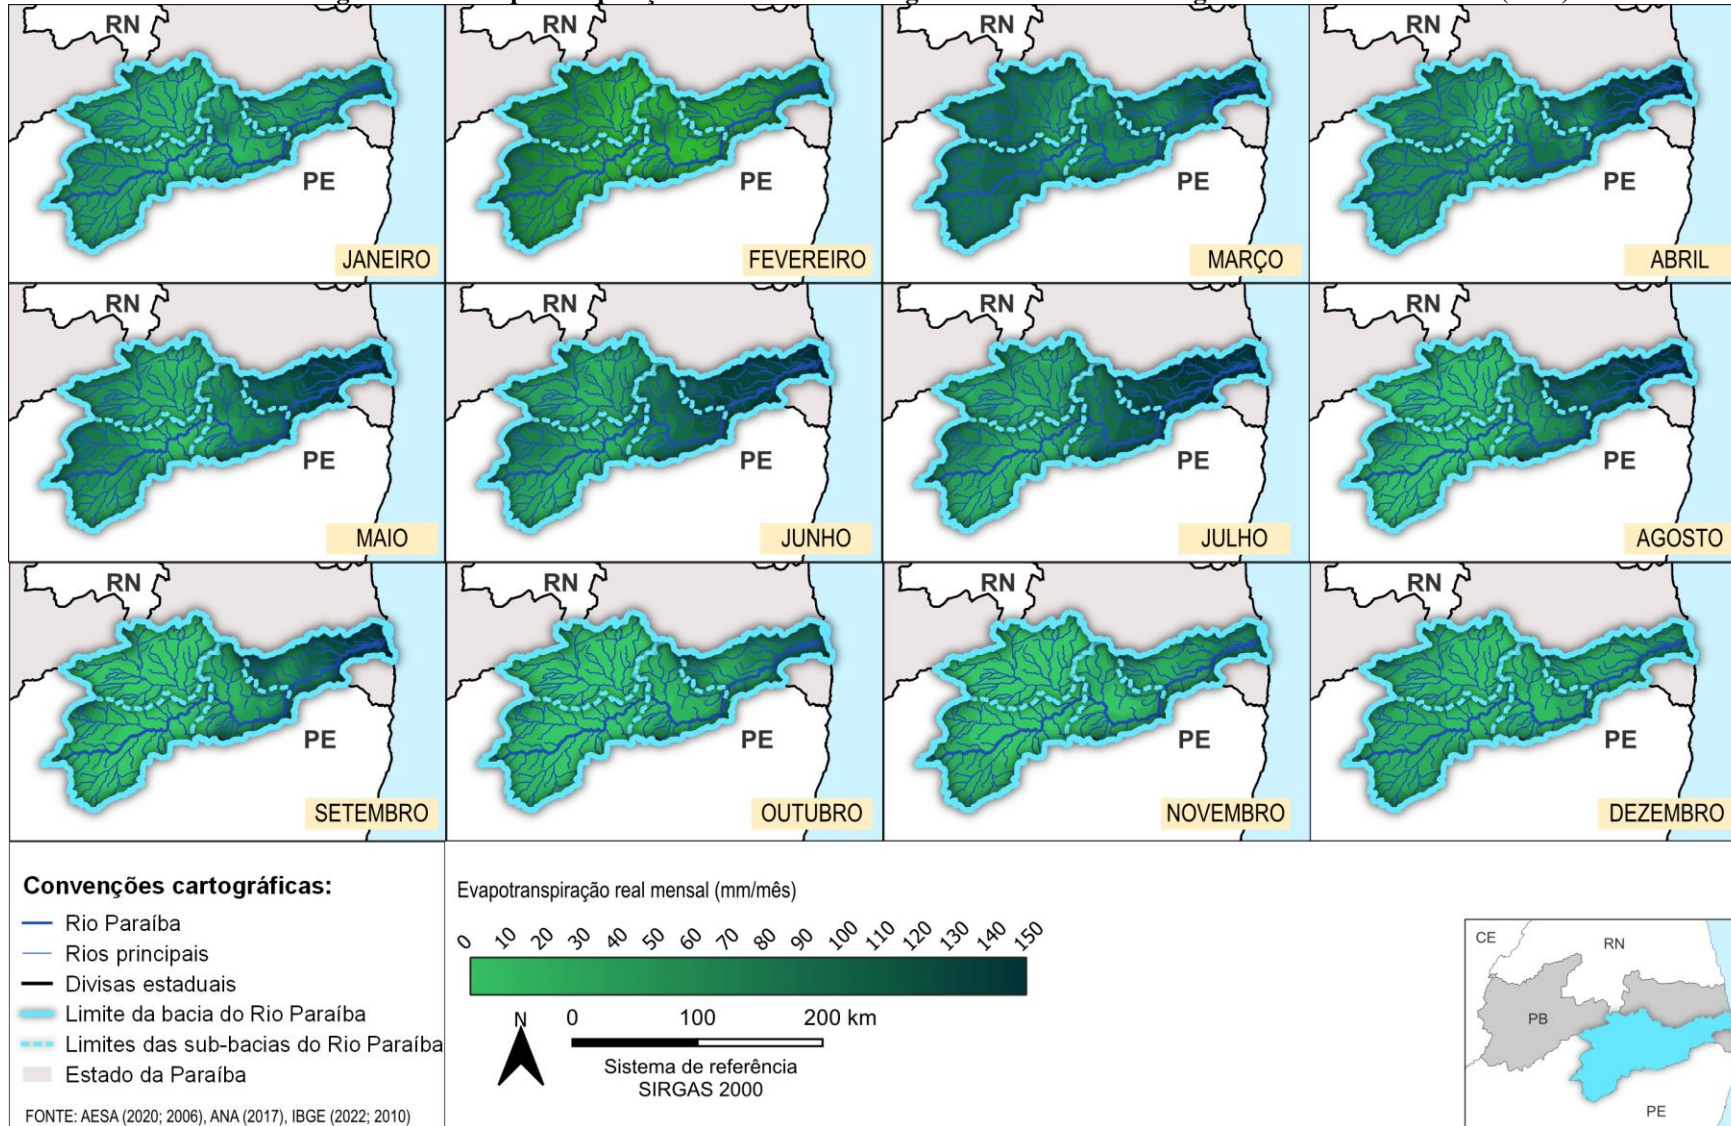 RN
PE
JANEIRO
RN
PE
FEVEREIRO
RN
PE
MARÇO
RN
PE
ABRIL
RN
PE
MAIO
RN
PE
JUNHO
RN
PE
JULHO
RN
PE
AGOSTO
RN
PE
SETEMBRO
RN
PE
OUTUBRO
RN
PE
NOVEMBRO
RN
PE
DEZEMBRO
Convenções cartográficas:
Rio Paraíba
Rios principais
Divisas estaduais
Limite da bacia do Rio Paraíba
Limites das sub-bacias do Rio Paraíba
Estado da Paraíba
FONTE: AESA (2020; 2006), ANA (2017), IBGE (2022; 2010)
Evapotranspiração real mensal (mm/mês)
0 10 20 30 40 50 60 70 80 90 100 110 120 130 140 150
N
0 100 200 km
Sistema de referência
SIRGAS 2000
CE
RN
PB
PE